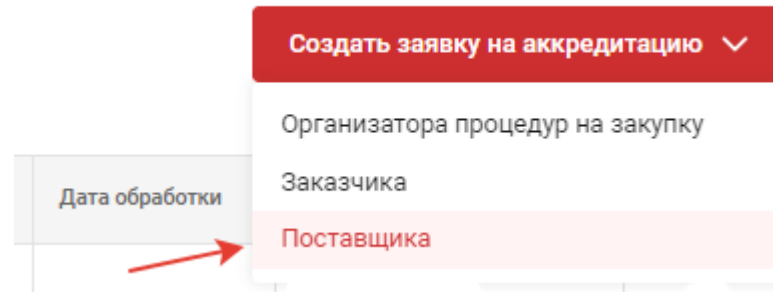 Создать заявку на аккредитацию
Организатора процедур на закупку
Заказчика
Дата обработки
Поставщика